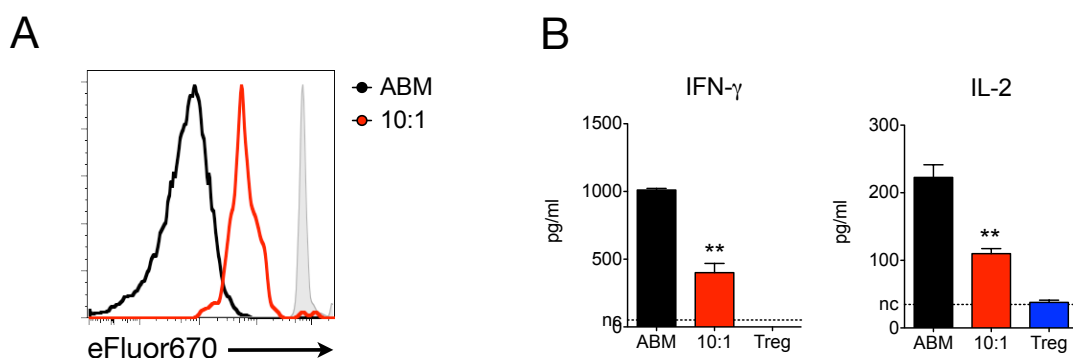 A
ABM
10:1
eFluor670
B
IFN-γ
1500
1000
500
0
nc
pg/ml
**
ABM
10:1
Treg
IL-2
300
200
100
0
nc
pg/ml
**
ABM
10:1
Treg